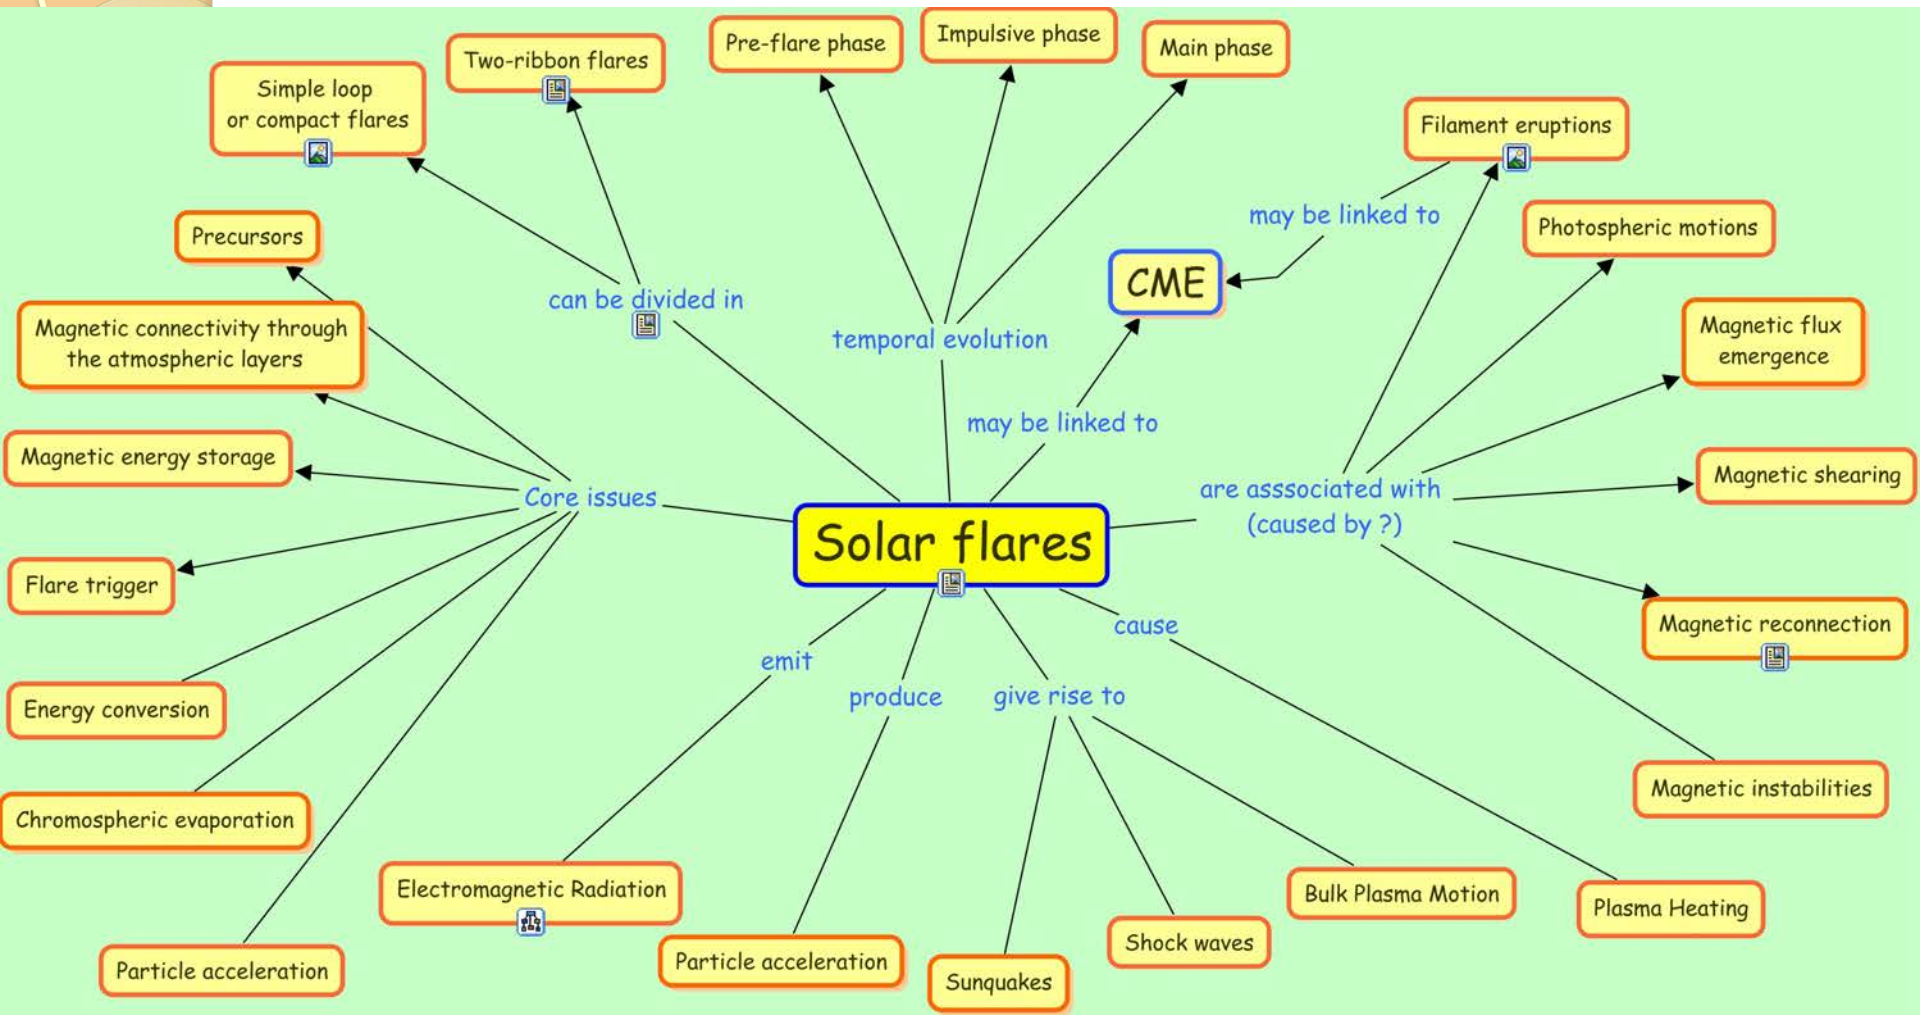 Pre-flare phase
Impulsive phase
Main phase
Two-ribbon flares
Simple loop
or compact flares
Filament eruptions
may be linked to
Photospheric motions
Precursors
CME
can be divided in
Magnetic connectivity through
the atmospheric layers
temporal evolution
Magnetic flux
emergence
may be linked to
Magnetic energy storage
Core issues
are asssociated with
(caused by ?)
Magnetic shearing
Solar flares
Flare trigger
cause
Magnetic reconnection
emit
produce
give rise to
Energy conversion
Magnetic instabilities
Chromospheric evaporation
Electromagnetic Radiation
Bulk Plasma Motion
Plasma Heating
Particle acceleration
Particle acceleration
Sunquakes
Shock waves